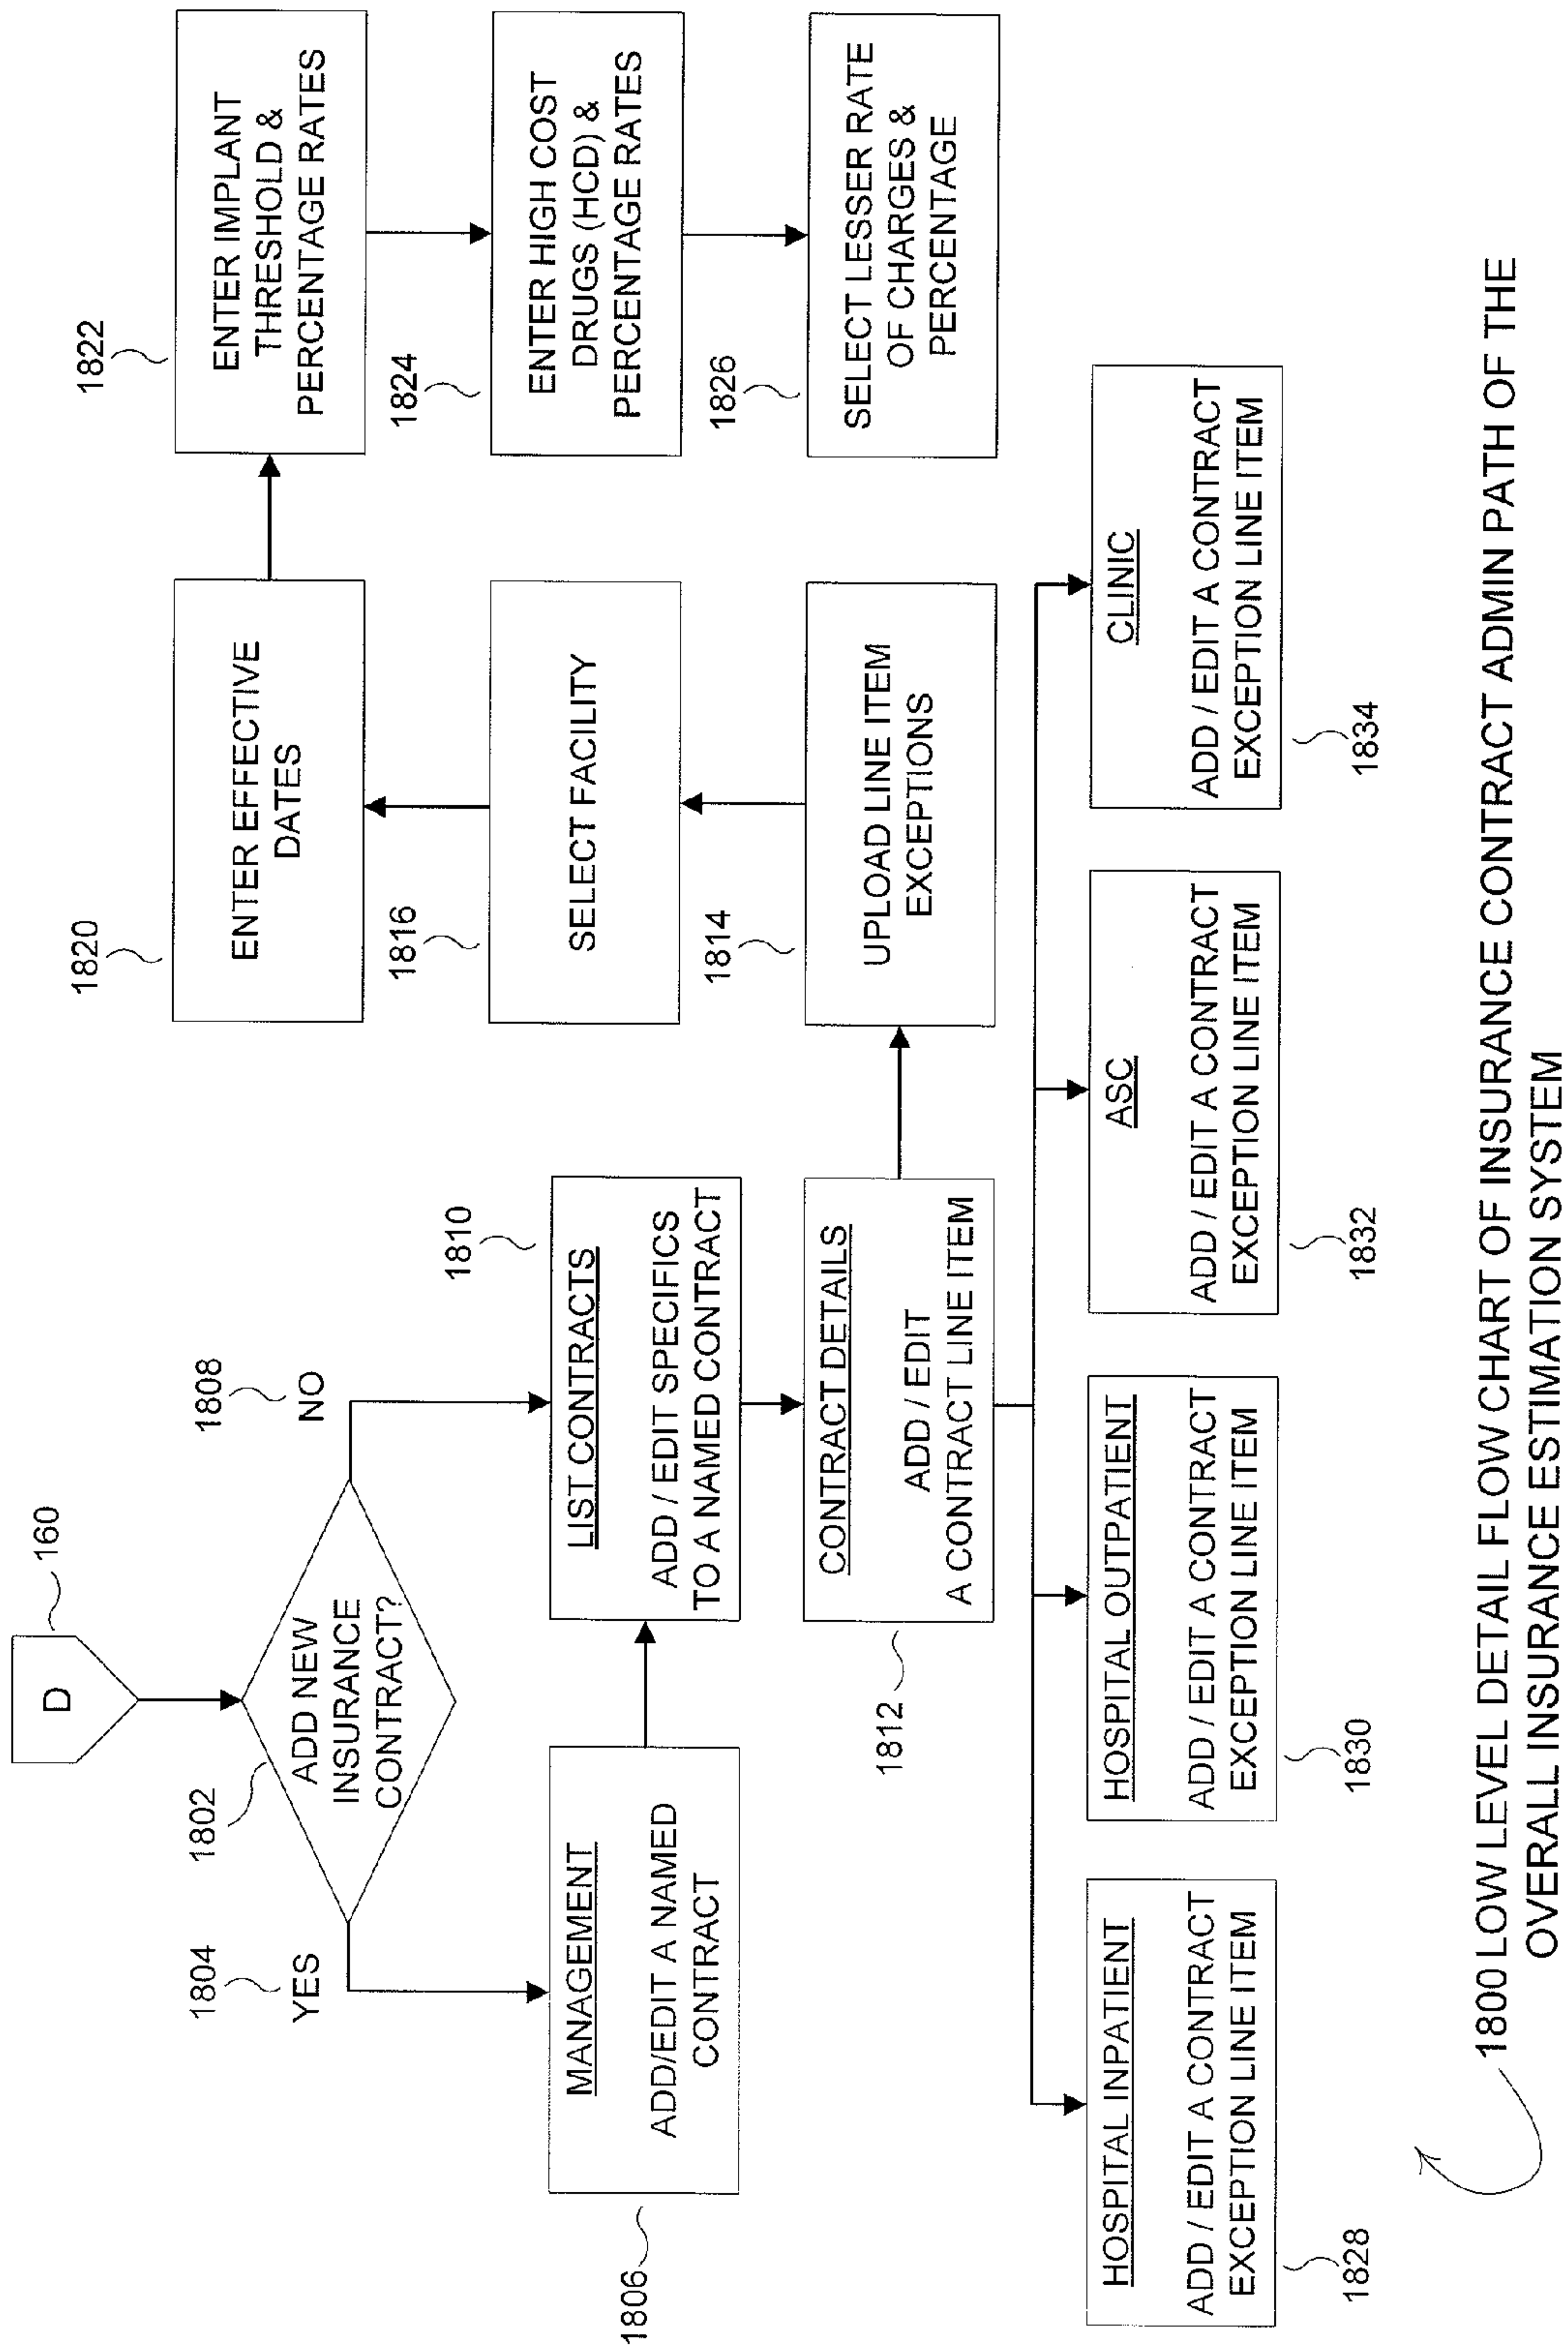 D
160
1802
ADD NEW
INSURANCE
CONTRACT?
1804
YES
1808
NO
1806
MANAGEMENT
ADD/EDIT A NAMED
CONTRACT
1810
LIST CONTRACTS
ADD / EDIT SPECIFICS
TO A NAMED CONTRACT
1812
CONTRACT DETAILS
ADD / EDIT
A CONTRACT LINE ITEM
1814
UPLOAD LINE ITEM
EXCEPTIONS
1816
SELECT FACILITY
1820
ENTER EFFECTIVE
DATES
1822
ENTER IMPLANT
THRESHOLD &
PERCENTAGE RATES
1824
ENTER HIGH COST
DRUGS (HCD) &
PERCENTAGE RATES
1826
SELECT LESSER RATE
OF CHARGES &
PERCENTAGE
HOSPITAL INPATIENT
ADD / EDIT A CONTRACT
EXCEPTION LINE ITEM
1828
HOSPITAL OUTPATIENT
ADD / EDIT A CONTRACT
EXCEPTION LINE ITEM
1830
ASC
ADD / EDIT A CONTRACT
EXCEPTION LINE ITEM
1832
CLINIC
ADD / EDIT A CONTRACT
EXCEPTION LINE ITEM
1834
1800 LOW LEVEL DETAIL FLOW CHART OF INSURANCE CONTRACT ADMIN PATH OF THE
OVERALL INSURANCE ESTIMATION SYSTEM